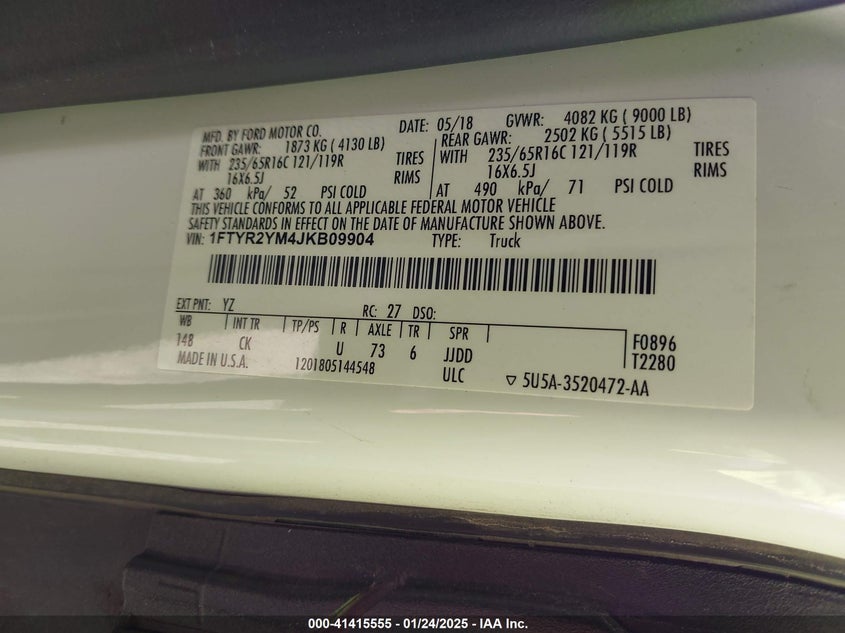 MFD. BY FORD MOTOR CO. DATE: 05/18 GVWR: 4082 KG ( 9000 LB)
FRONT GAWR: 1873 KG ( 4130 LB) REAR GAWR: 2502 KG ( 5515 LB)
WITH 235/65R16C 121/119R TIRES WITH 235/65R16C 121/119R TIRES
16X6.5J RIMS 16X6.5J RIMS
AT 360 kPa/ 52 PSI COLD AT 490 kPa/ 71 PSI COLD
THIS VEHICLE CONFORMS TO ALL APPLICABLE FEDERAL MOTOR VEHICLE
SAFETY STANDARDS IN EFFECT ON THE DATE OF MANUFACTURE SHOWN ABOVE.
VIN: 1FTYR2YM4JKB09904 TYPE: Truck
EXT PNT: YZ RC: 27 DSO:
WB INT TR TP/PS R AXLE TR SPR
148 CK U 73 6 JJDD F0896
MADE IN U.S.A. 1201805144548 ULC T2280
▽ 5U5A-3520472-AA
000-41415555 - 01/24/2025 - IAA Inc.